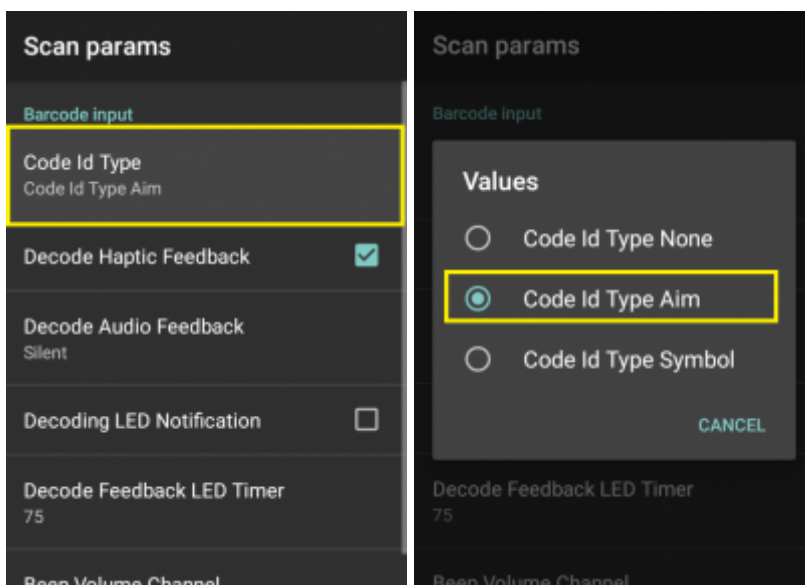 Scan params
Barcode input
Code Id Type
Code Id Type Aim
Decode Haptic Feedback
Decode Audio Feedback
Silent
Decoding LED Notification
Decode Feedback LED Timer
75
Beep Volume Channel
Scan params
Barcode input
Values
Code Id Type None
Code Id Type Aim
Code Id Type Symbol
CANCEL
Decode Feedback LED Timer
75
Beep Volume Channel